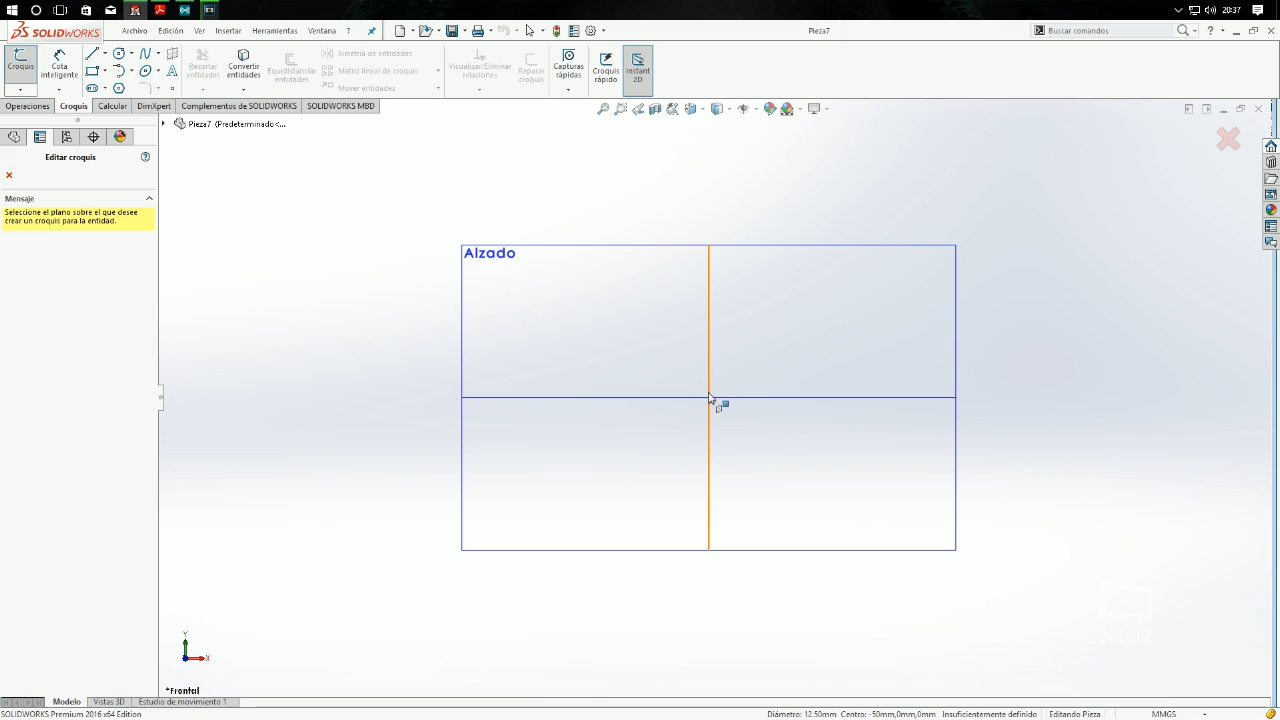 20:37
SOLIDWORKS
Archivo Edición Ver Insertar Herramientas Ventana ?
Pieza7
Buscar comandos
Croquis
Cota inteligente
Recortar entidades
Convertir entidades
Equidistanciar entidades
Simetría de entidades
Matriz lineal de croquis
Mover entidades
Visualizar/Eliminar relaciones
Reparar croquis
Capturas rápidas
Croquis rápido
Instant 2D
Operaciones Croquis Calcular DimXpert Complementos de SOLIDWORKS SOLIDWORKS MBD
Pieza7 (Predeterminado<...
Editar croquis
Mensaje
Seleccione el plano sobre el que desee
crear un croquis para la entidad.
Alzado
XSplit
Y
X
*Frontal
Modelo Vistas 3D Estudio de movimiento 1
SOLIDWORKS Premium 2016 x64 Edition
Diámetro: 12.50mm Centro: -50mm,0mm,0mm Insuficientemente definido Editando Pieza MMGS